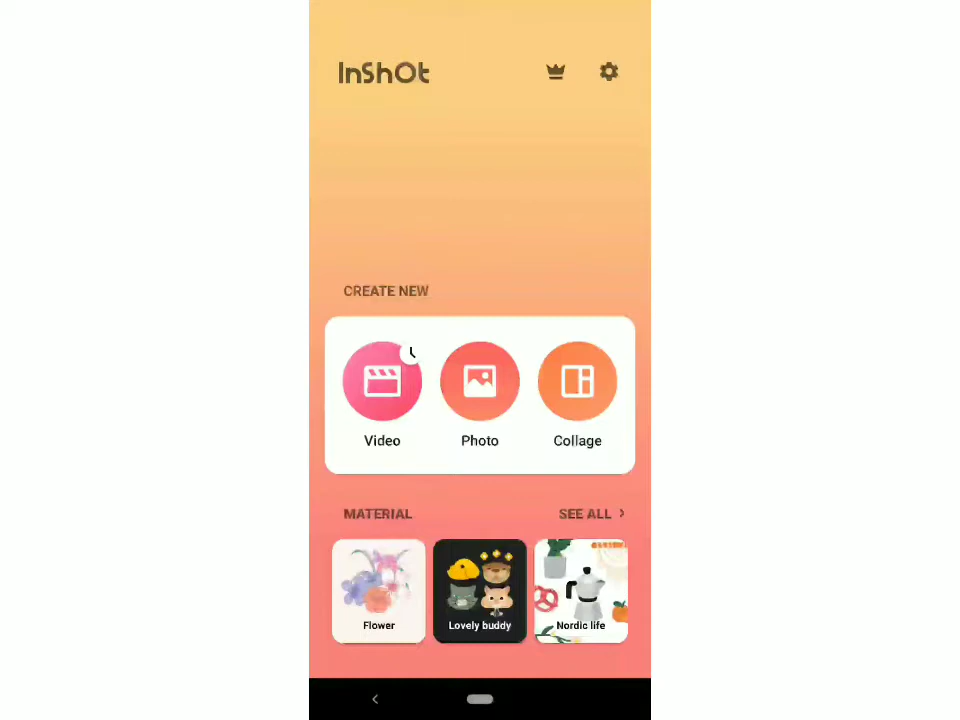 InShOt
CREATE NEW
Video
Photo
Collage
MATERIAL
SEE ALL
Flower
Lovely buddy
Nordic life